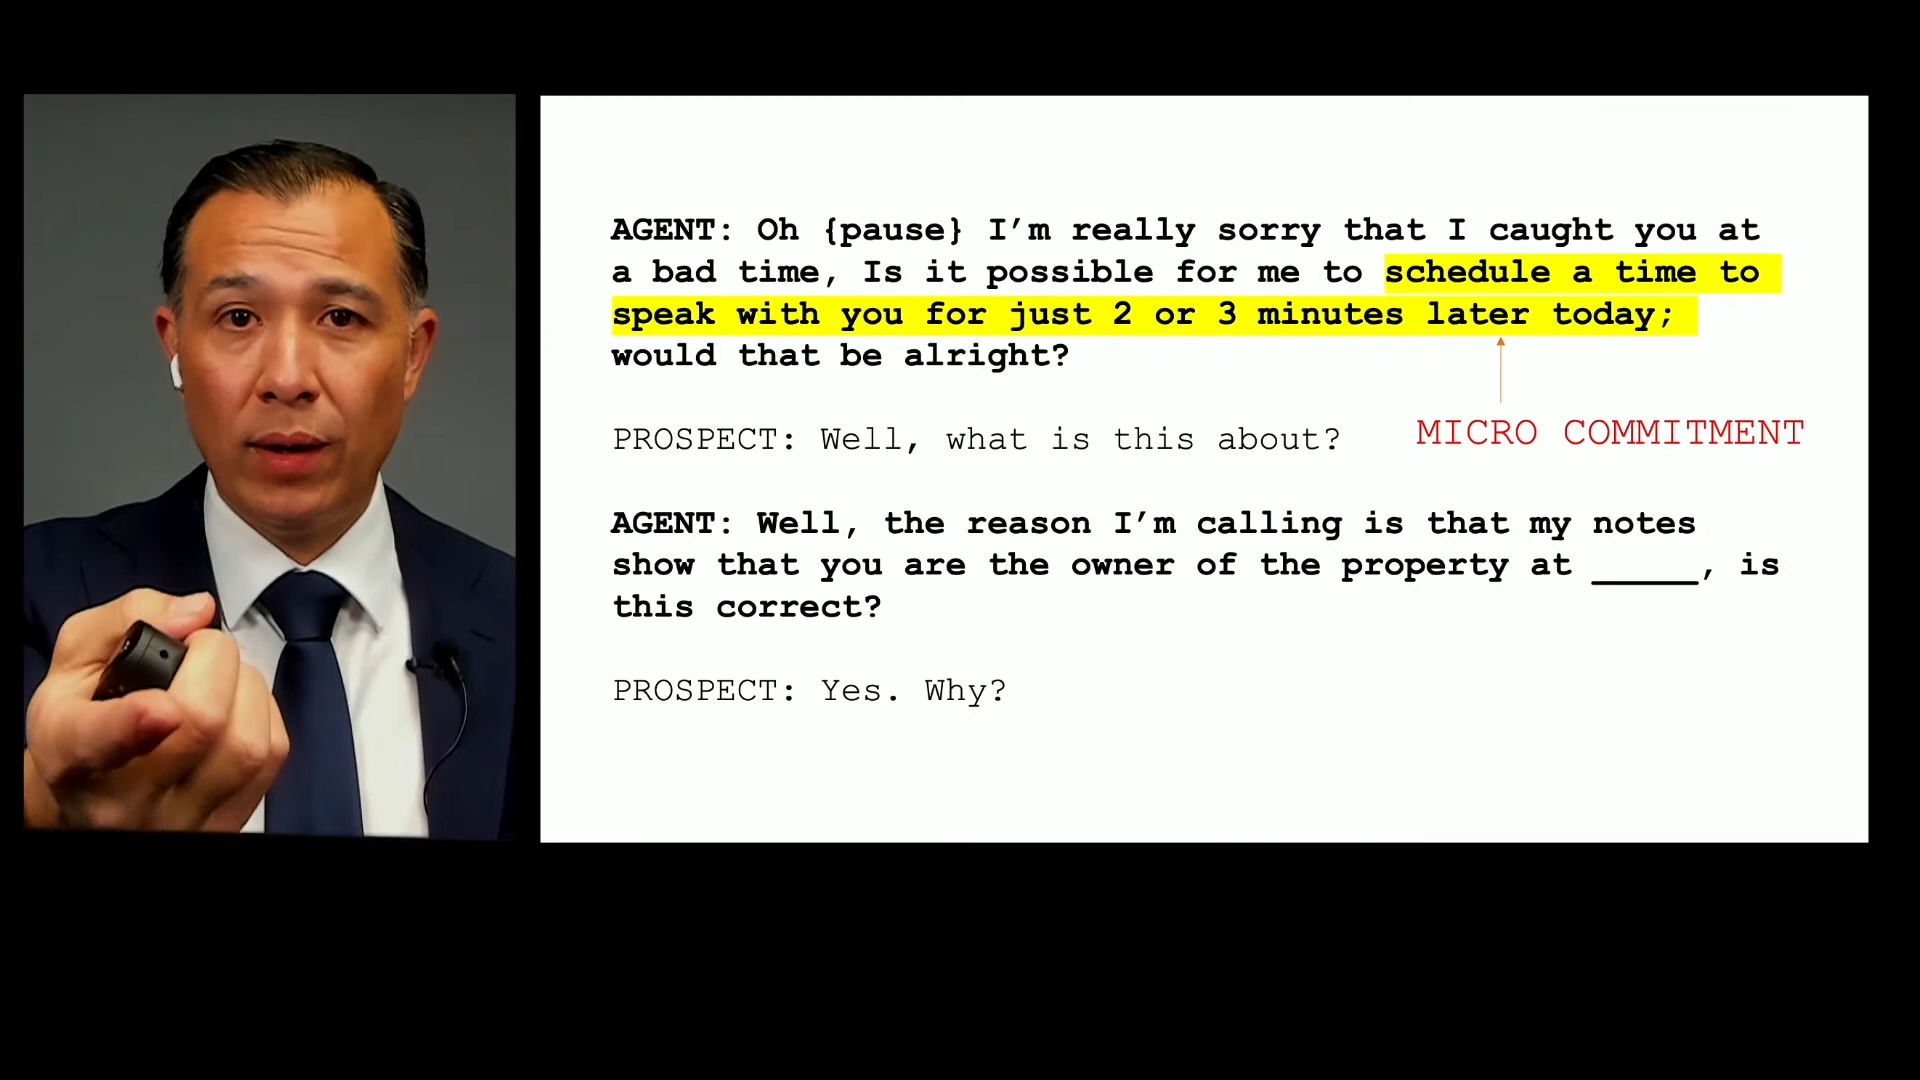 AGENT: Oh {pause} I’m really sorry that I caught you at
a bad time, Is it possible for me to schedule a time to
speak with you for just 2 or 3 minutes later today;
would that be alright?
PROSPECT: Well, what is this about?
MICRO COMMITMENT
AGENT: Well, the reason I’m calling is that my notes
show that you are the owner of the property at _____, is
this correct?
PROSPECT: Yes. Why?